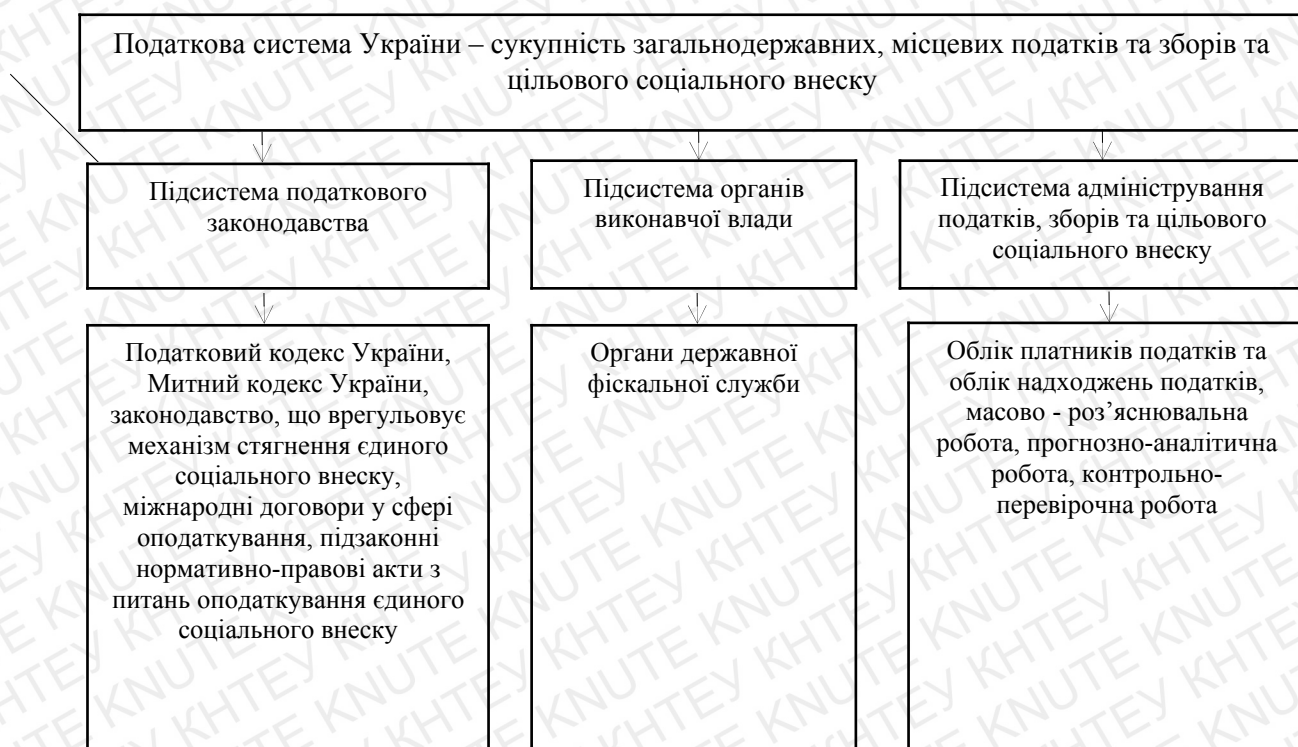 Податкова система України – сукупність загальнодержавних, місцевих податків та зборів та
цільового соціального внеску
Підсистема податкового
законодавства
Підсистема органів
виконавчої влади
Підсистема адміністрування
податків, зборів та цільового
соціального внеску
Податковий кодекс України,
Митний кодекс України,
законодавство, що врегульовує
механізм стягнення єдиного
соціального внеску,
міжнародні договори у сфері
оподаткування, підзаконні
нормативно-правові акти з
питань оподаткування єдиного
соціального внеску
Органи державної
фіскальної служби
Облік платників податків та
облік надходжень податків,
масово - роз’яснювальна
робота, прогнозно-аналітична
робота, контрольно-
перевірочна робота